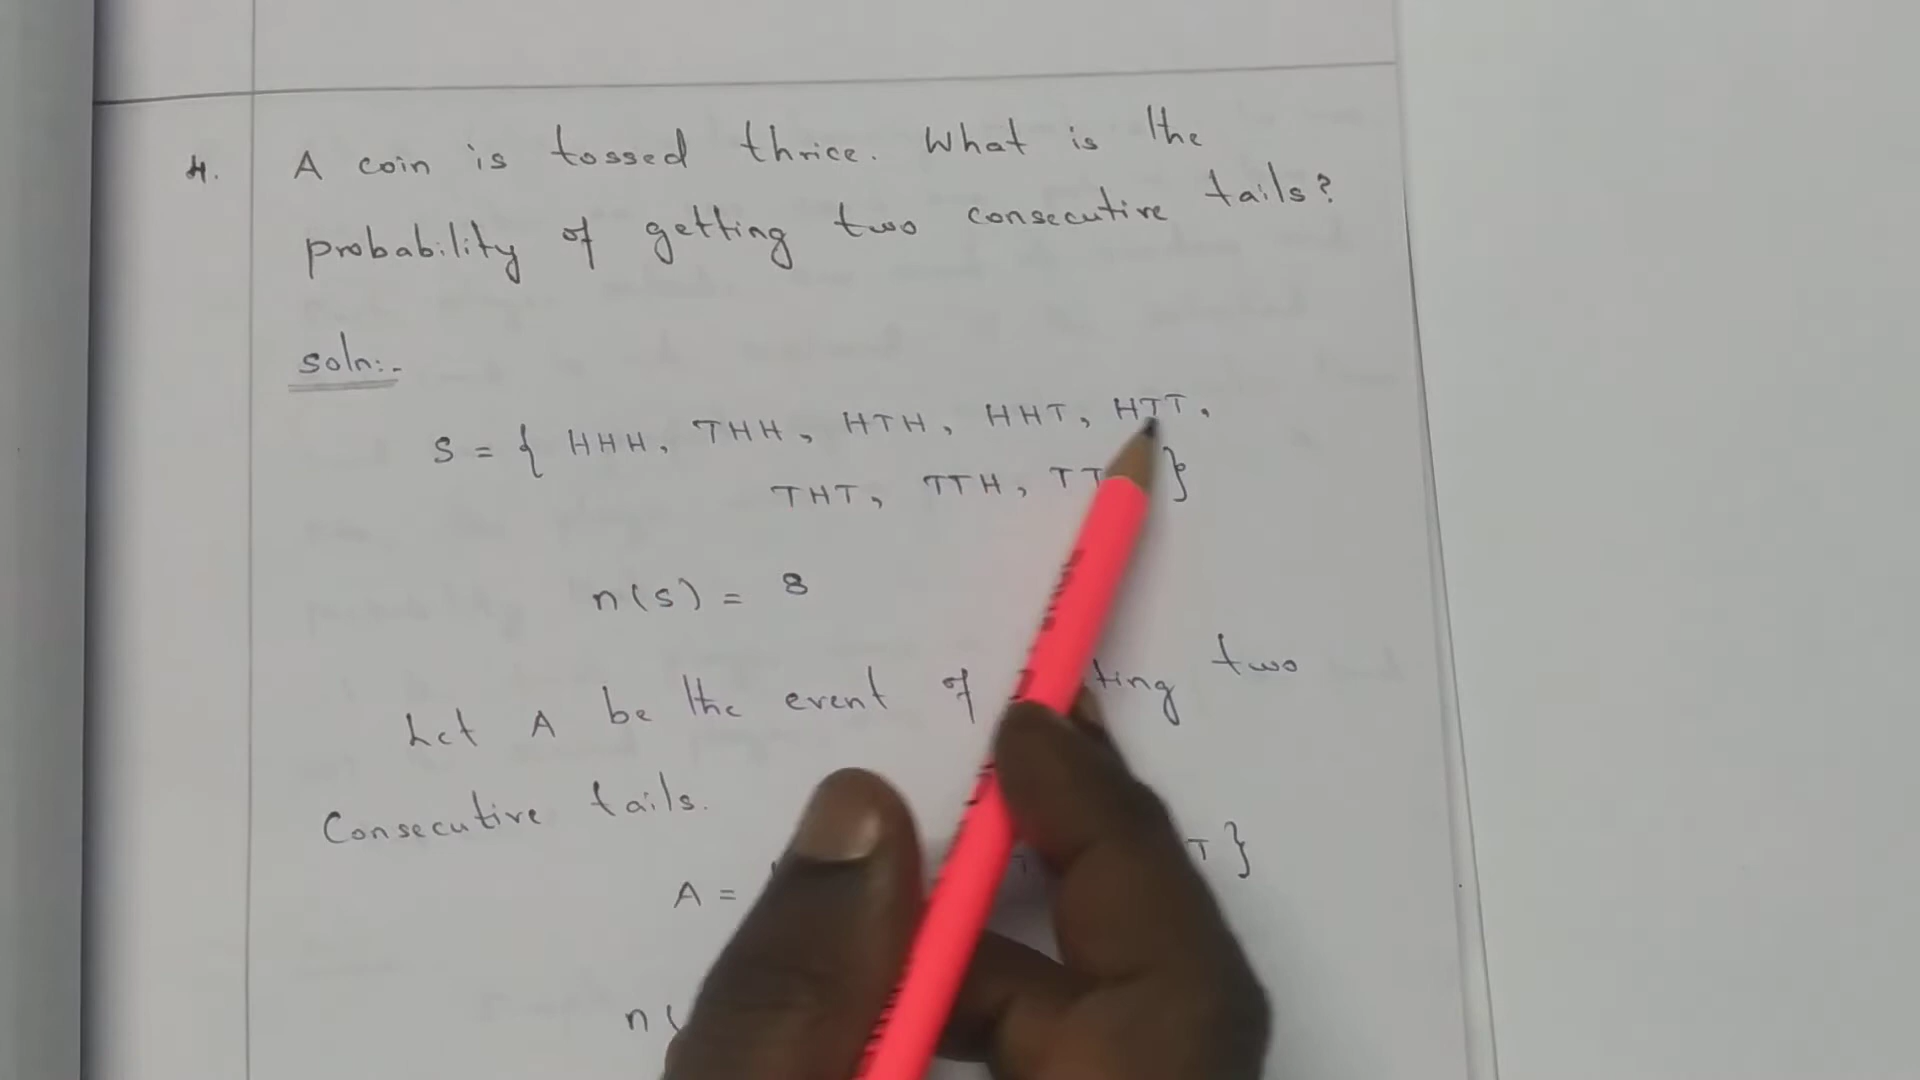 4. A coin is tossed thrice. What is the
probability of getting two consecutive tails?
soln:-
S = { HHH, THH, HTH, HHT, HTT,
THT, TTH, TT }
n(s) = 8
Let A be the event of two
Consecutive tails.
A = T }
n(